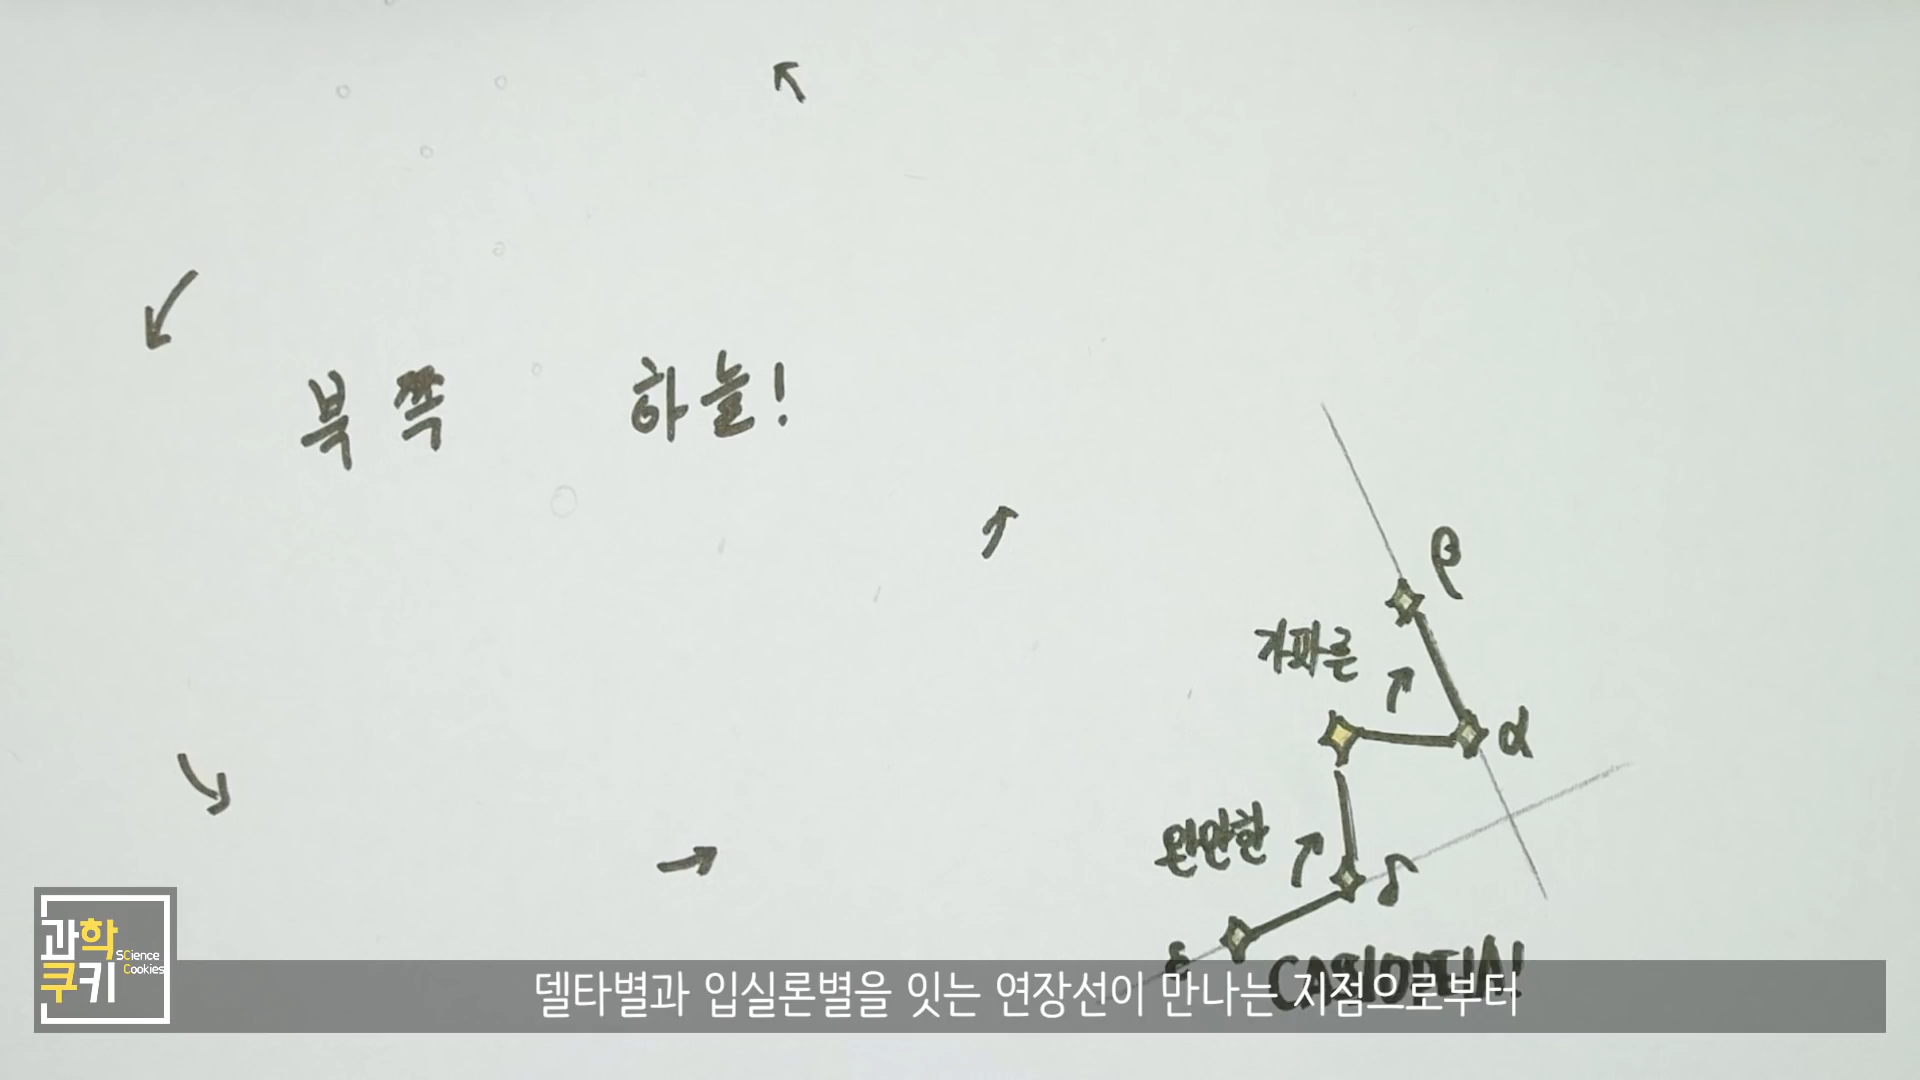 북쪽 하늘!
β
가파른
α
완만한
δ
ε
CASIOPEIA!
과학
쿠키
Science
Cookies
델타별과 입실론별을 잇는 연장선이 만나는 지점으로부터